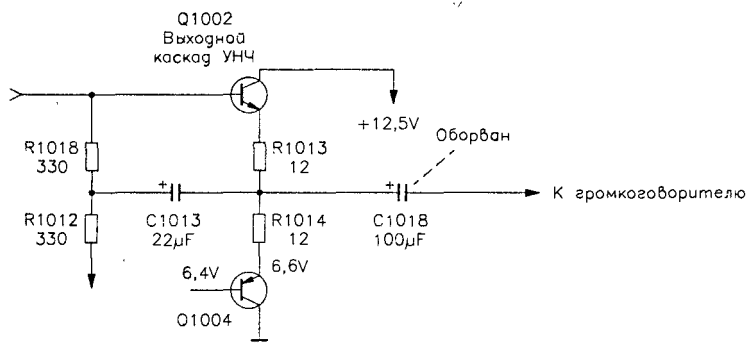 Q1002
Выходной
каскад УНЧ
+12,5V
Оборван
R1018
330
R1013
12
К громкоговорителю
R1012
330
+
C1013
22µF
R1014
12
+
C1018
100µF
6,4V
6,6V
Q1004